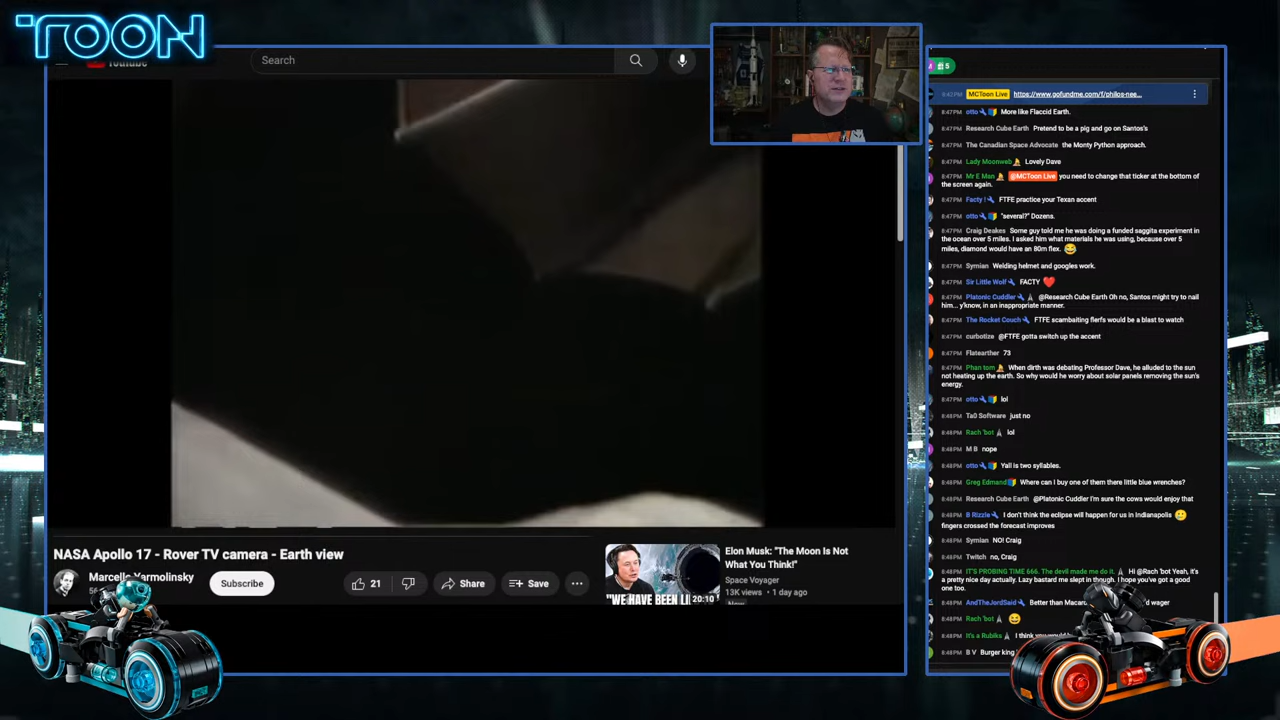 TOON
Search
5
8:42PM MCToon Live https://www.gofundme.com/f/philos-nee...
otto More like Flaccid Earth.
8:47PM Research Cube Earth Pretend to be a pig and go on Santos's
8:47PM The Canadian Space Advocate the Monty Python approach.
8:47PM Lady Moonweb Lovely Dave
8:47PM Mr E Man @MCToon Live you need to change that ticker at the bottom of
the screen again.
8:47PM Facty ! FTFE practice your Texan accent
8:47PM otto "several?" Dozens.
8:47PM Craig Deakes Some guy told me he was doing a funded saggita experiment in
the ocean over 5 miles. I asked him what materials he was using, because over 5
miles, diamond would have an 80m flex.
8:47PM Symian Welding helmet and googles work.
8:47PM Sir Little Wolf FACTY
8:47PM Platonic Cuddler @Research Cube Earth Oh no, Santos might try to nail
him... y'know, in an inappropriate manner.
8:47PM The Rocket Couch FTFE scambaiting flerfs would be a blast to watch
8:47PM curbotize @FTFE gotta switch up the accent
8:47PM Flatearther 73
8:47PM Phan tom When dirth was debating Professor Dave, he alluded to the sun
not heating up the earth. So why would he worry about solar panels removing the sun's
energy.
8:47PM otto lol
8:48PM Ta0 Software just no
8:48PM Rach 'bot lol
8:48PM M B nope
8:48PM otto Yall is two syllables.
8:48PM Greg Edmand Where can I buy one of them there little blue wrenches?
8:48PM Research Cube Earth @Platonic Cuddler I'm sure the cows would enjoy that
8:48PM B Rizzle I don't think the eclipse will happen for us in Indianapolis
fingers crossed the forecast improves
8:48PM Symian NO! Craig
8:48PM Twitch no, Craig
8:48PM IT'S PROBING TIME 666. The devil made me do it. Hi @Rach 'bot Yeah, it's
a pretty nice day actually. Lazy bastard me slept in though. I hope you've got a good
one too.
8:48PM AndTheJordSaid Better than Macaro d wager
8:48PM Rach 'bot
8:48PM It's a Rubiks I think you
8:48PM B V Burger king
NASA Apollo 17 - Rover TV camera - Earth view
Marcello Yarmolinsky
Subscribe
21
Share
Save
"WE HAVE BEEN LI
20:10
Elon Musk: "The Moon Is Not
What You Think!"
Space Voyager
13K views • 1 day ago
New